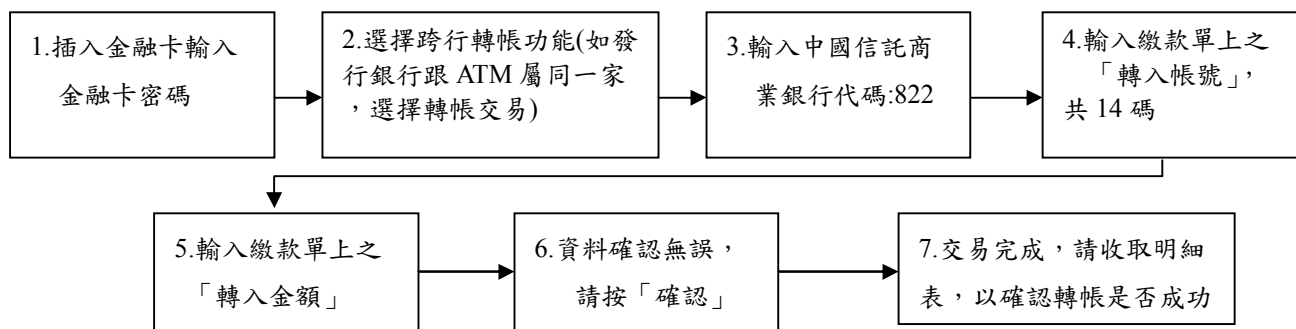 1.插入金融卡輸入
金融卡密碼
2.選擇跨行轉帳功能(如發
行銀行跟 ATM 屬同一家
，選擇轉帳交易)
3.輸入中國信託商
業銀行代碼:822
4.輸入繳款單上之
「轉入帳號」，
共 14 碼
5.輸入繳款單上之
「轉入金額」
6.資料確認無誤，
請按「確認」
7.交易完成，請收取明細
表，以確認轉帳是否成功